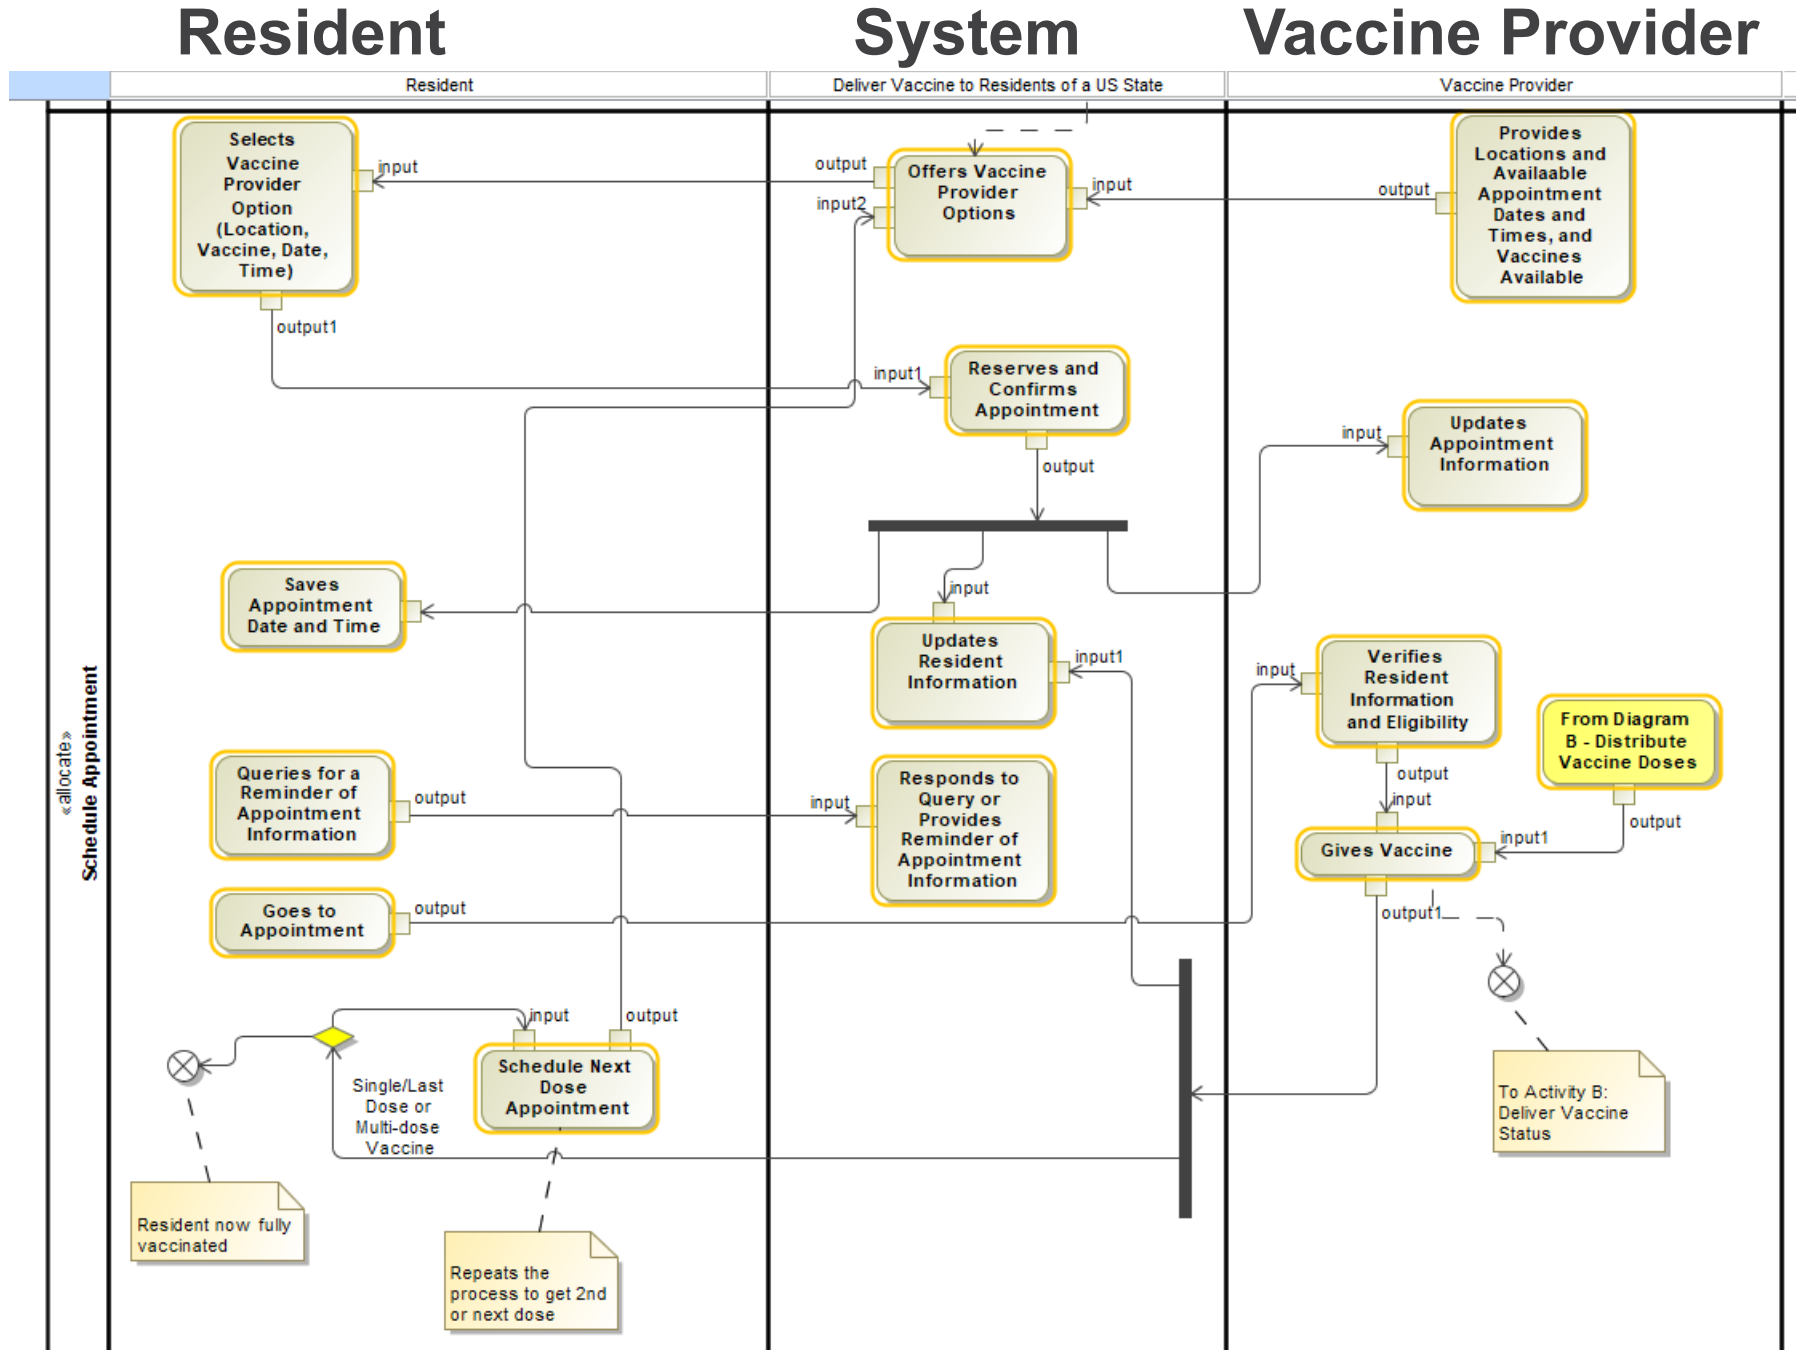 Resident
System
Vaccine Provider
Resident
Deliver Vaccine to Residents of a US State
Vaccine Provider
«allocate»
Schedule Appointment
Selects
Vaccine
Provider
Option
(Location,
Vaccine, Date,
Time)
input
output1
output
input2
Offers Vaccine
Provider
Options
input
output
Provides
Locations and
Availaable
Appointment
Dates and
Times, and
Vaccines
Available
input1
Reserves and
Confirms
Appointment
output
input
Updates
Appointment
Information
Saves
Appointment
Date and Time
input
Updates
Resident
Information
input1
input
Verifies
Resident
Information
and Eligibility
output
input
From Diagram
B - Distribute
Vaccine Doses
output
input1
Gives Vaccine
output1
Queries for a
Reminder of
Appointment
Information
output
input
Responds to
Query or
Provides
Reminder of
Appointment
Information
Goes to
Appointment
output
input
output
Schedule Next
Dose
Appointment
Single/Last
Dose or
Multi-dose
Vaccine
To Activity B:
Deliver Vaccine
Status
Resident now fully
vaccinated
Repeats the
process to get 2nd
or next dose